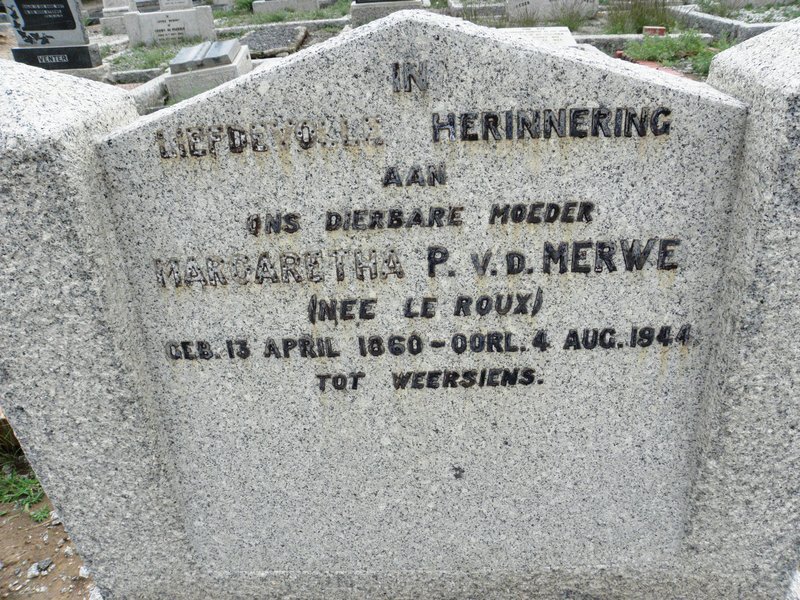 VENTER
IN
LIEFDEVOLLE HERINNERING
AAN
ONS DIERBARE MOEDER
MARGARETHA P. V.D. MERWE
(NEE LE ROUX)
GEB. 13 APRIL 1860 - OORL. 4 AUG. 1944.
TOT WEERSIENS.